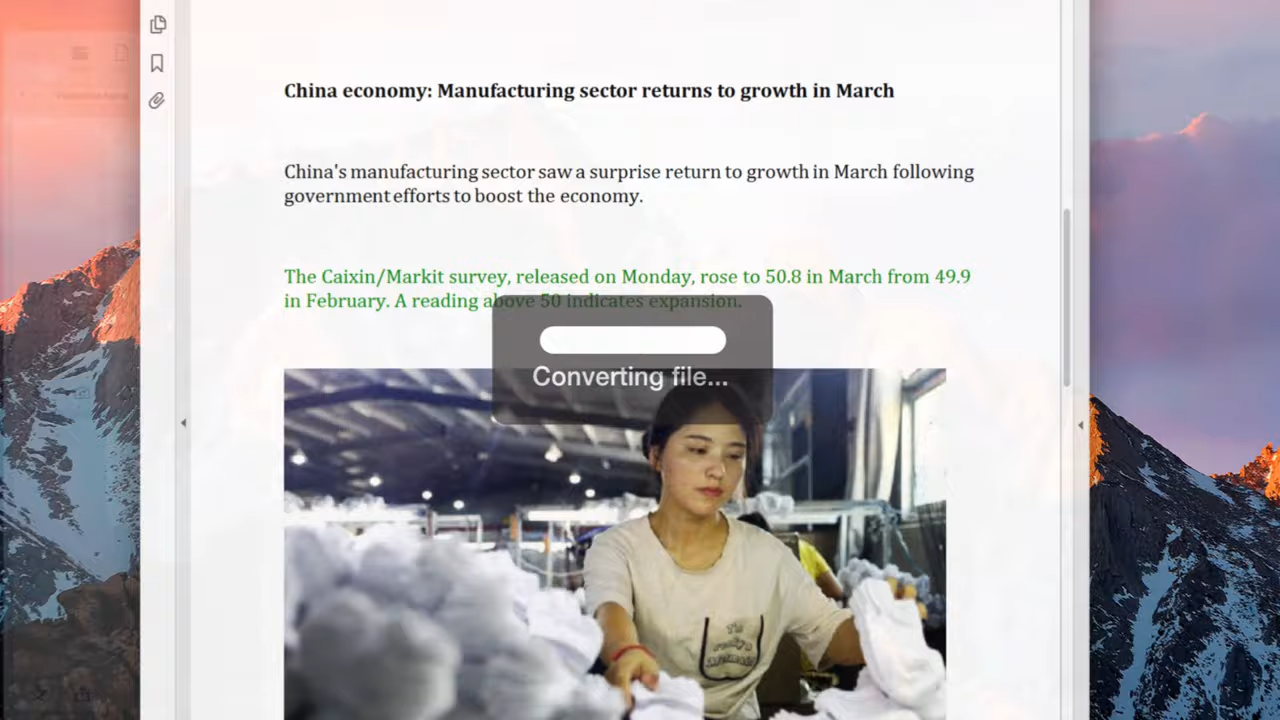 China economy: Manufacturing sector returns to growth in March
China's manufacturing sector saw a surprise return to growth in March following
government efforts to boost the economy.
The Caixin/Markit survey, released on Monday, rose to 50.8 in March from 49.9
in February. A reading above 50 indicates expansion.
Converting file...